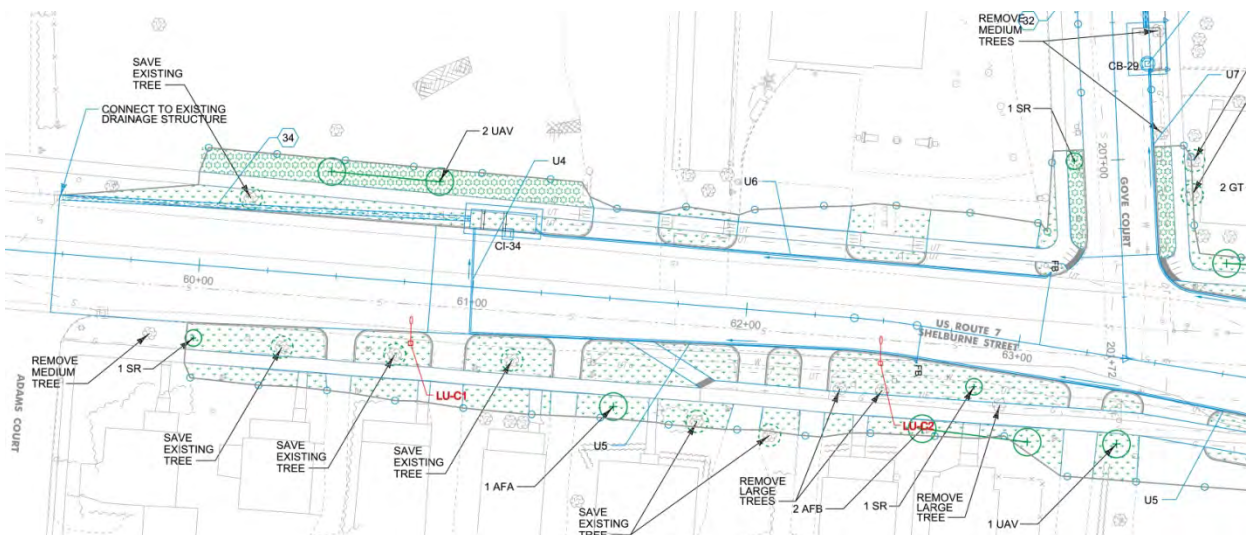 REMOVE
MEDIUM
TREES
32
CB-29
U7
SAVE
EXISTING
TREE
CONNECT TO EXISTING
DRAINAGE STRUCTURE
34
2 UAV
U4
1 SR
201+00
GOVE COURT
U6
2 GT
CI-34
FB
60+00
61+00
62+00
US ROUTE 7
SHELBURNE STREET
63+00
FB
REMOVE
MEDIUM
TREE
1 SR
LU-C1
LU-C2
ADAMS COURT
SAVE
EXISTING
TREE
SAVE
EXISTING
TREE
SAVE
EXISTING
TREE
1 AFA
U5
SAVE
EXISTING
TREE
REMOVE
LARGE
TREES
2 AFB
1 SR
REMOVE
LARGE
TREE
1 UAV
U5